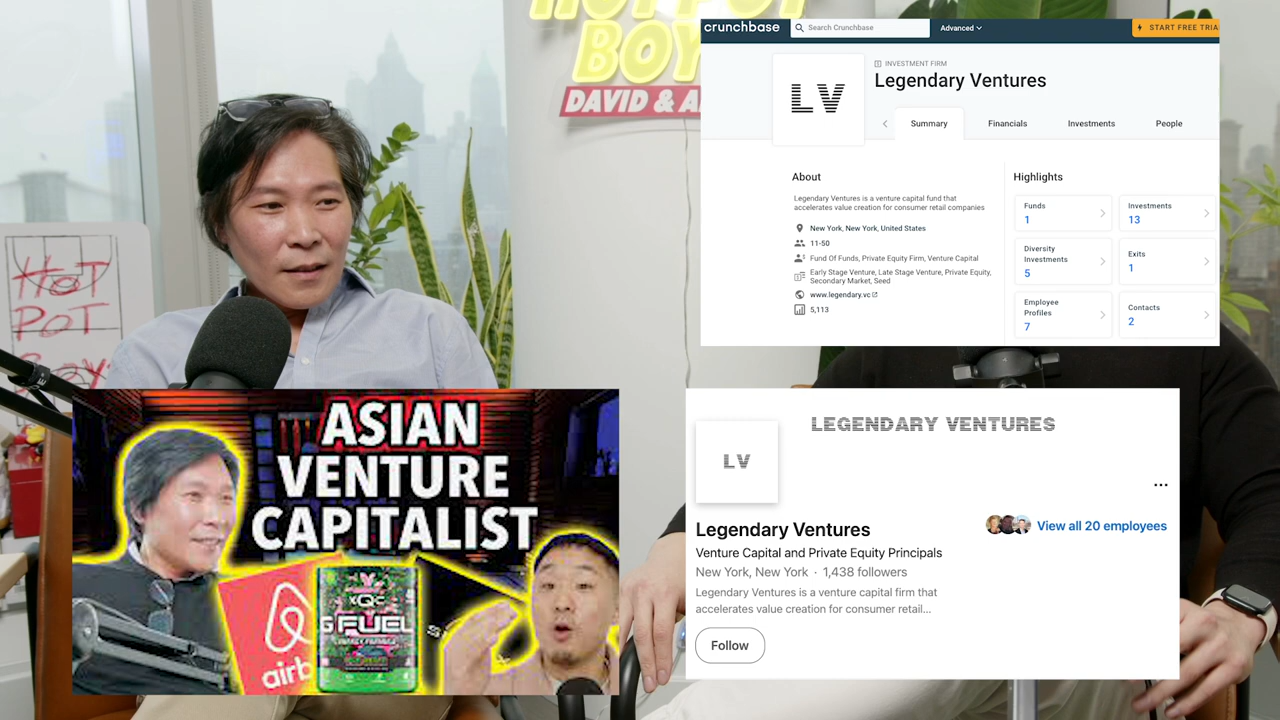 BOY
DAVID & A
HOT
POT
BOY
crunchbase
Search Crunchbase
Advanced
START FREE TRIA
LV
INVESTMENT FIRM
Legendary Ventures
Summary
Financials
Investments
People
About
Legendary Ventures is a venture capital fund that
accelerates value creation for consumer retail companies
New York, New York, United States
11-50
Fund Of Funds, Private Equity Firm, Venture Capital
Early Stage Venture, Late Stage Venture, Private Equity,
Secondary Market, Seed
www.legendary.vc
5,113
Highlights
Funds
1
Investments
13
Diversity
Investments
5
Exits
1
Employee
Profiles
7
Contacts
2
ASIAN
VENTURE
CAPITALIST
airb
XQC
G FUEL
ENERGY FORMULA
LEGENDARY VENTURES
LV
Legendary Ventures
Venture Capital and Private Equity Principals
New York, New York · 1,438 followers
Legendary Ventures is a venture capital firm that
accelerates value creation for consumer retail...
Follow
...
View all 20 employees